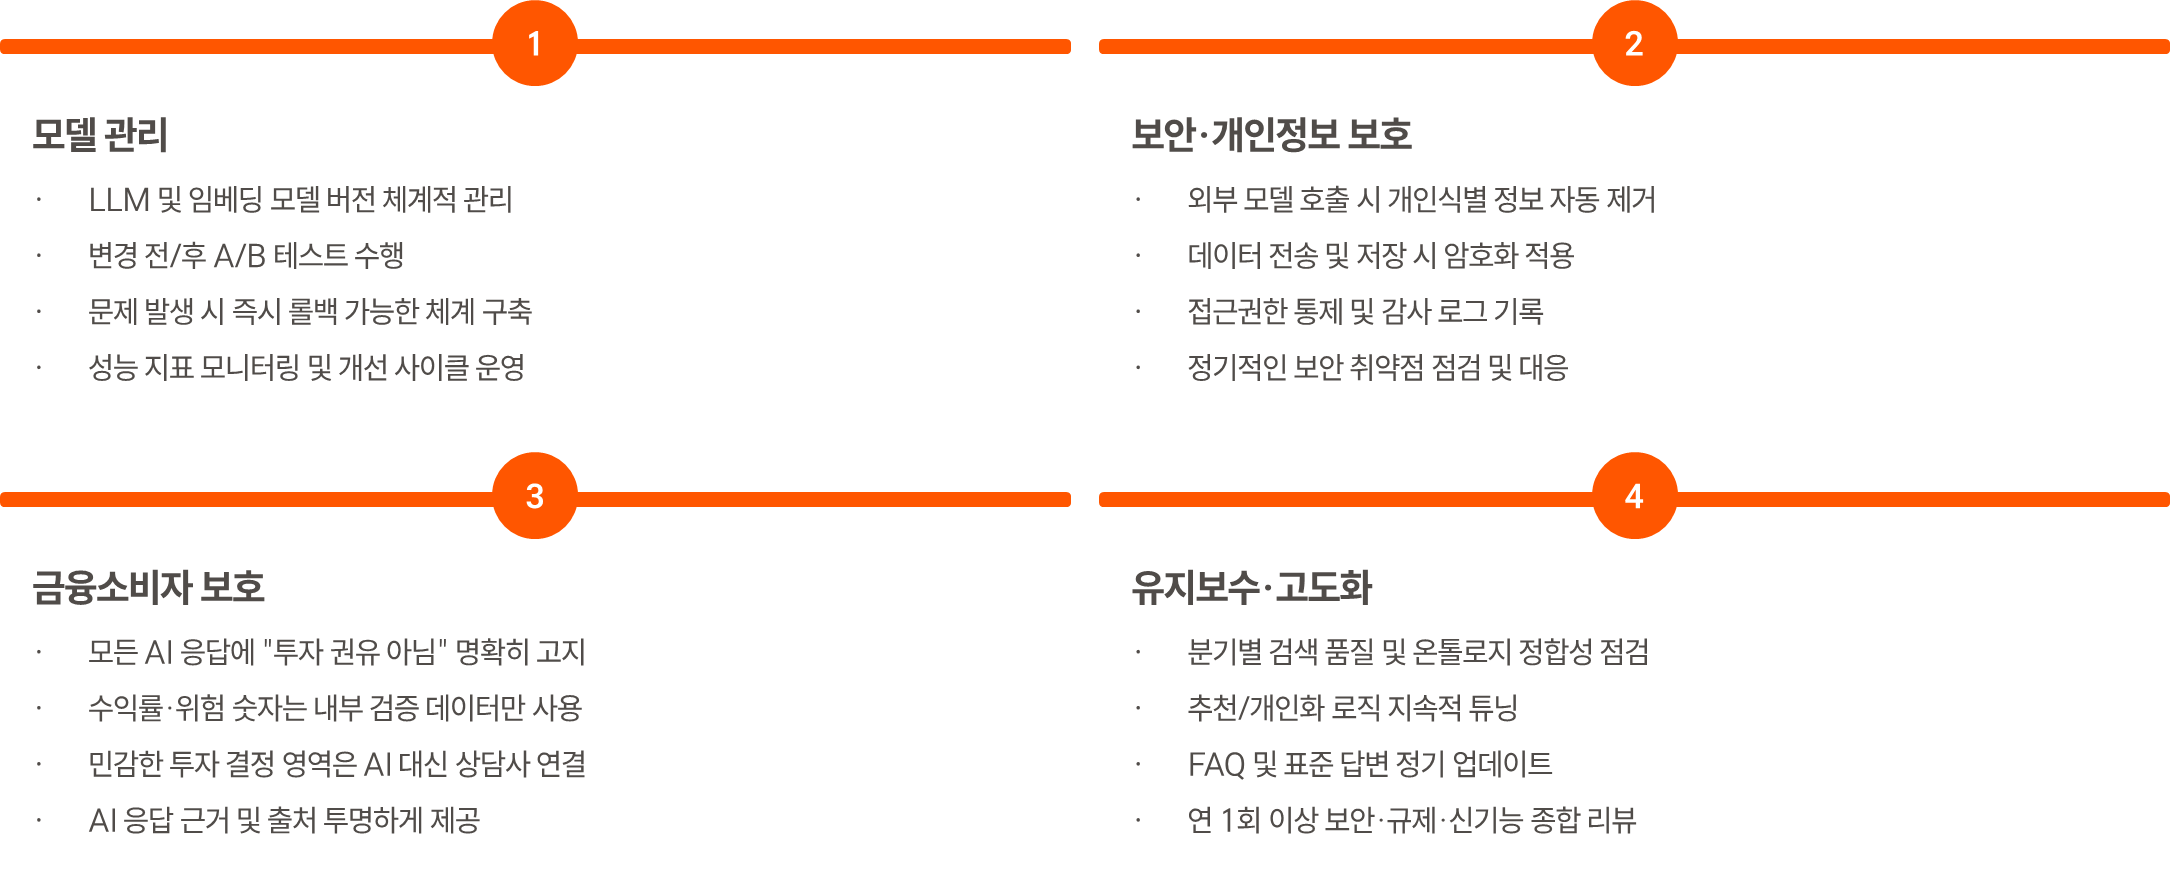 1
모델 관리
· LLM 및 임베딩 모델 버전 체계적 관리
· 변경 전/후 A/B 테스트 수행
· 문제 발생 시 즉시 롤백 가능한 체계 구축
· 성능 지표 모니터링 및 개선 사이클 운영
2
보안·개인정보 보호
· 외부 모델 호출 시 개인식별 정보 자동 제거
· 데이터 전송 및 저장 시 암호화 적용
· 접근권한 통제 및 감사 로그 기록
· 정기적인 보안 취약점 점검 및 대응
3
금융소비자 보호
· 모든 AI 응답에 "투자 권유 아님" 명확히 고지
· 수익률·위험 숫자는 내부 검증 데이터만 사용
· 민감한 투자 결정 영역은 AI 대신 상담사 연결
· AI 응답 근거 및 출처 투명하게 제공
4
유지보수·고도화
· 분기별 검색 품질 및 온톨로지 정합성 점검
· 추천/개인화 로직 지속적 튜닝
· FAQ 및 표준 답변 정기 업데이트
· 연 1회 이상 보안·규제·신기능 종합 리뷰